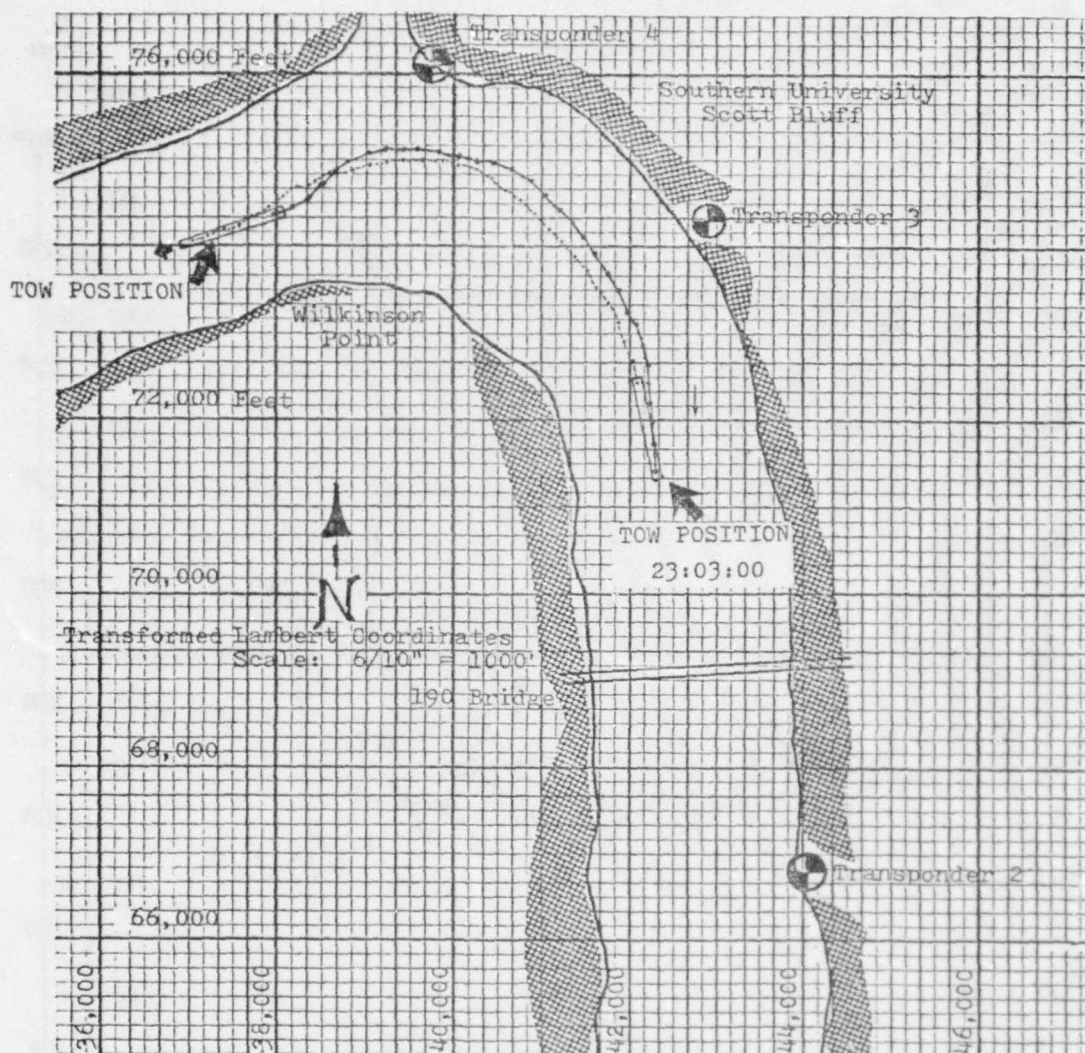 Transponder 4
76,000 Feet
Southern University
Scott Bluff
Transponder 3
TOW POSITION
Wilkinson
Point
72,000 Feet
TOW POSITION
23:03:00
70,000
N
Transformed Lambert Coordinates
Scale: 6/10" = 1000'
190 Bridge
68,000
Transponder 2
66,000
36,000
38,000
40,000
42,000
44,000
46,000